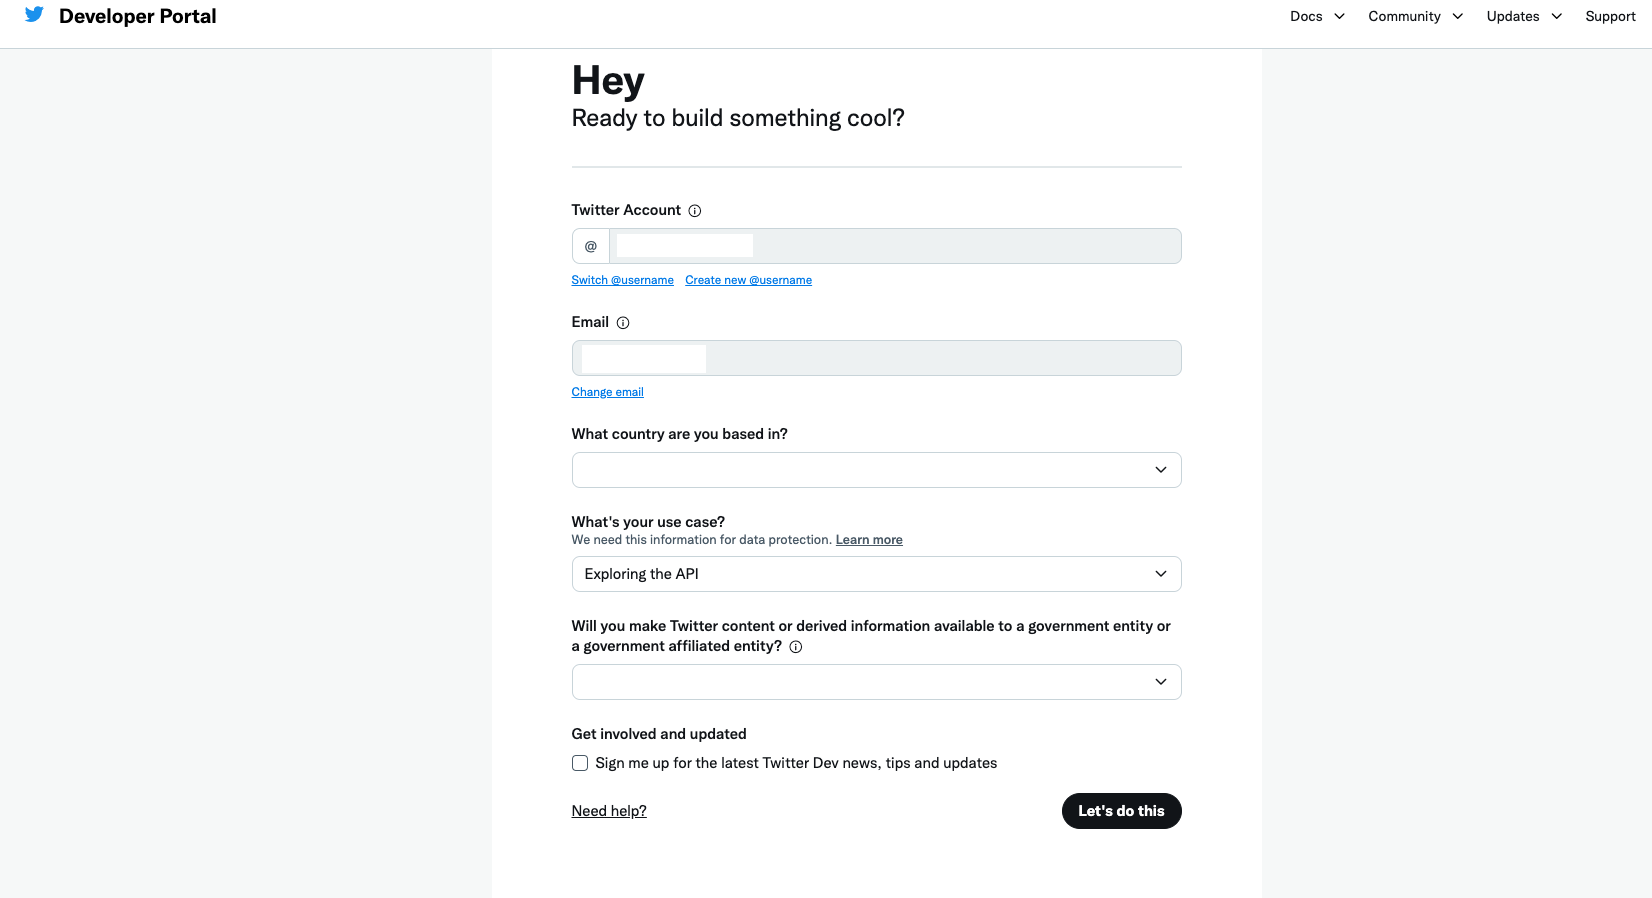 Developer Portal
Docs Community Updates Support
Hey
Ready to build something cool?
Twitter Account
@
Switch @username Create new @username
Email
Change email
What country are you based in?
What's your use case?
We need this information for data protection. Learn more
Exploring the API
Will you make Twitter content or derived information available to a government entity or
a government affiliated entity?
Get involved and updated
Sign me up for the latest Twitter Dev news, tips and updates
Need help?
Let's do this